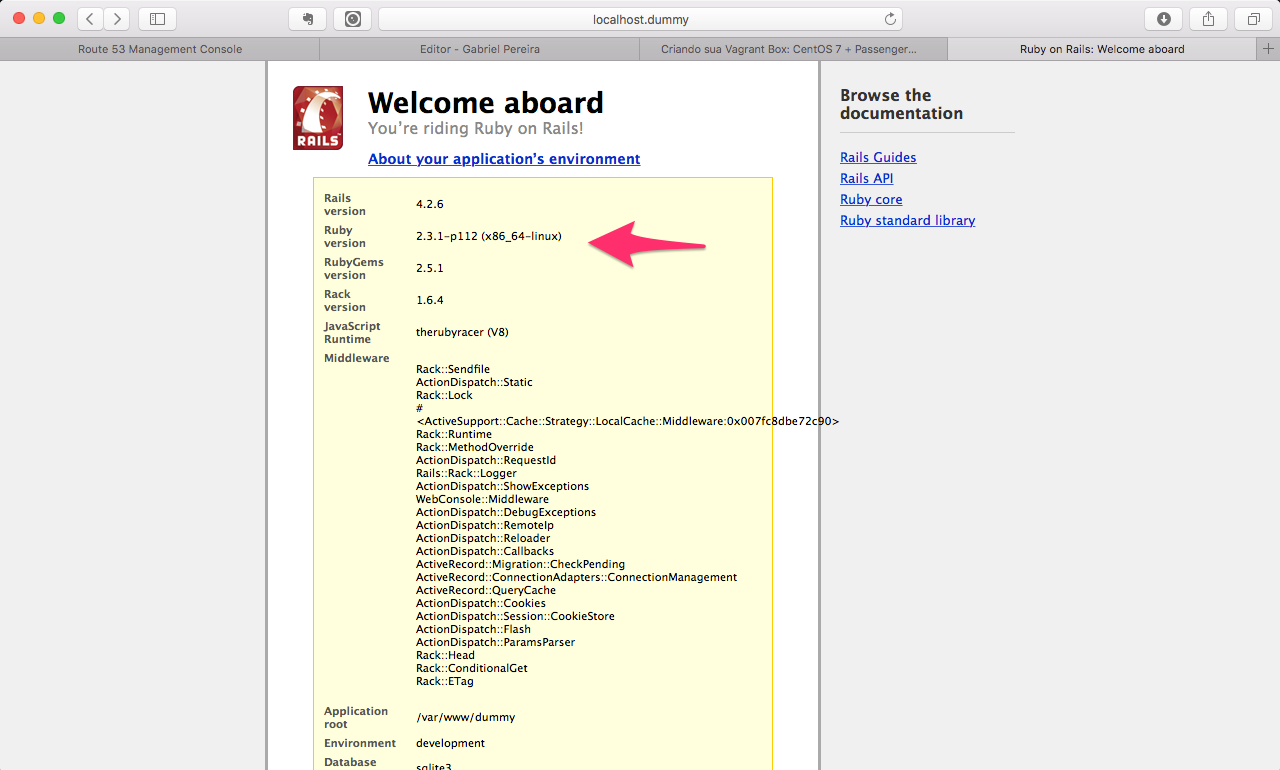 localhost.dummy
Route 53 Management Console
Editor - Gabriel Pereira
Criando sua Vagrant Box: CentOS 7 + Passenger...
Ruby on Rails: Welcome aboard
RAILS
Welcome aboard
You’re riding Ruby on Rails!
About your application’s environment
Rails
version
4.2.6
Ruby
version
2.3.1-p112 (x86_64-linux)
RubyGems
version
2.5.1
Rack
version
1.6.4
JavaScript
Runtime
therubyracer (V8)
Middleware
Rack::Sendfile
ActionDispatch::Static
Rack::Lock
#
<ActiveSupport::Cache::Strategy::LocalCache::Middleware:0x007fc8dbe72c90>
Rack::Runtime
Rack::MethodOverride
ActionDispatch::RequestId
Rails::Rack::Logger
ActionDispatch::ShowExceptions
WebConsole::Middleware
ActionDispatch::DebugExceptions
ActionDispatch::RemoteIp
ActionDispatch::Reloader
ActionDispatch::Callbacks
ActiveRecord::Migration::CheckPending
ActiveRecord::ConnectionAdapters::ConnectionManagement
ActiveRecord::QueryCache
ActionDispatch::Cookies
ActionDispatch::Session::CookieStore
ActionDispatch::Flash
ActionDispatch::ParamsParser
Rack::Head
Rack::ConditionalGet
Rack::ETag
Application
root
/var/www/dummy
Environment
development
Database
sqlite3
Browse the
documentation
Rails Guides
Rails API
Ruby core
Ruby standard library